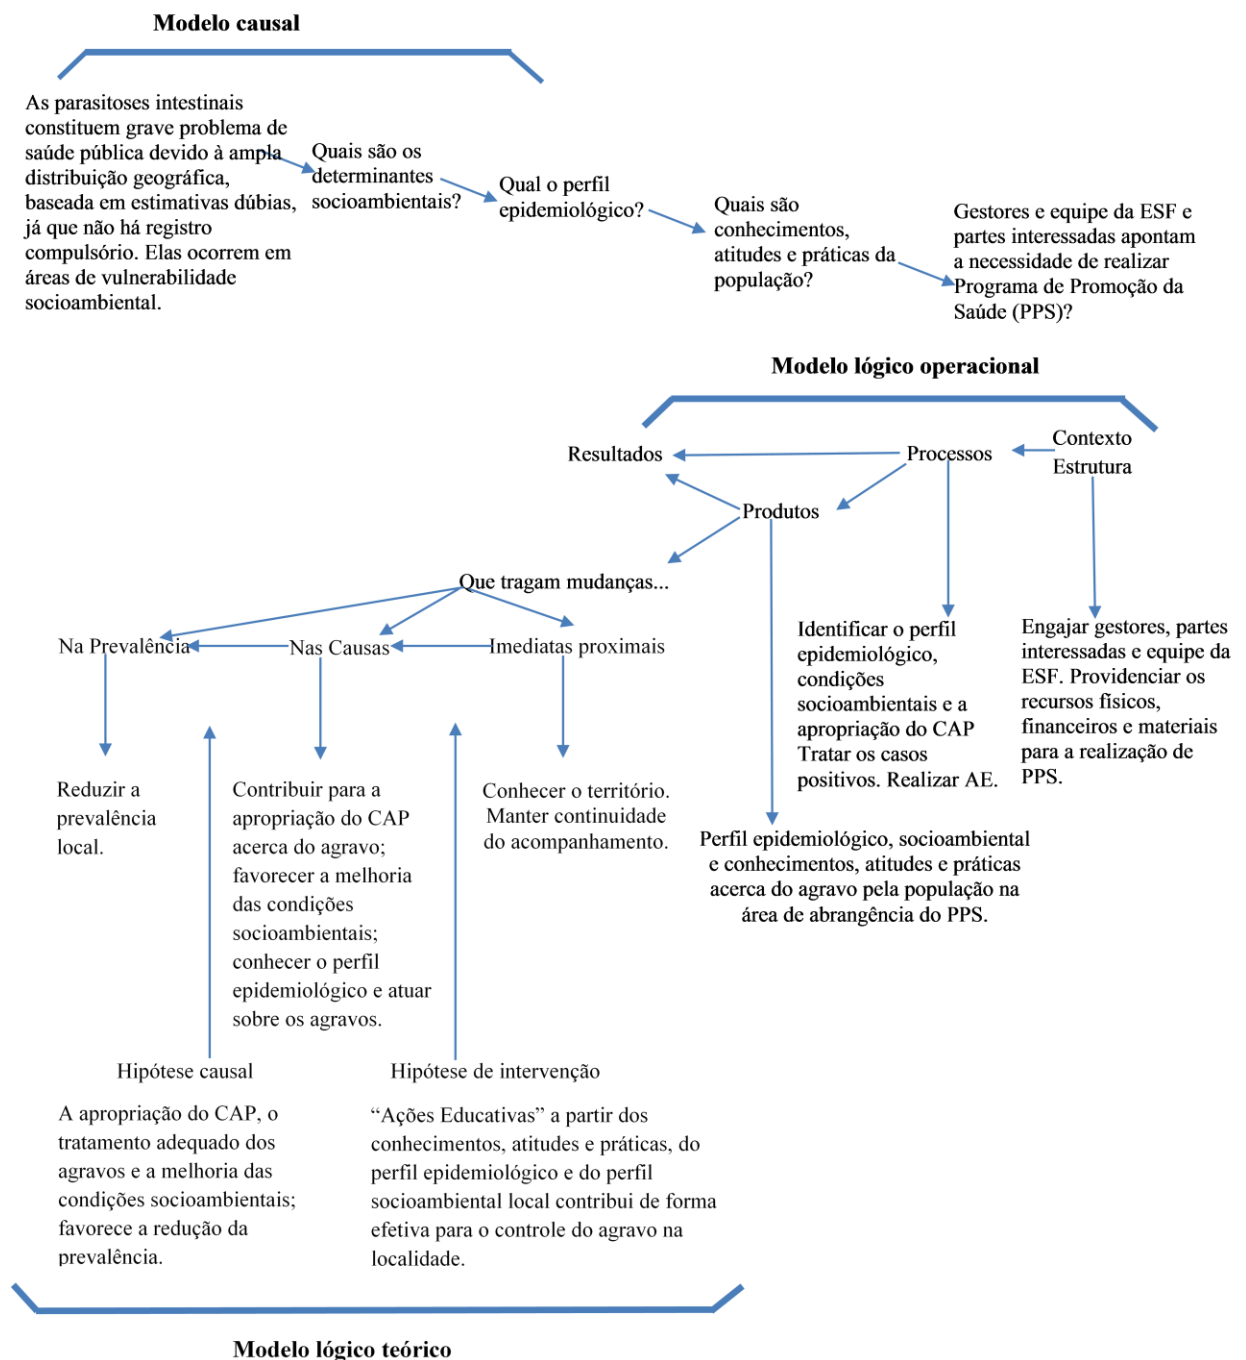 Modelo causal
As parasitoses intestinais
constituem grave problema de
saúde pública devido à ampla
distribuição geográfica,
baseada em estimativas dúbias,
já que não há registro
compulsório. Elas ocorrem em
áreas de vulnerabilidade
socioambiental.
Quais são os
determinantes
socioambientais?
Qual o perfil
epidemiológico?
Quais são
conhecimentos,
atitudes e práticas da
população?
Gestores e equipe da ESF e
partes interessadas apontam
a necessidade de realizar
Programa de Promoção da
Saúde (PPS)?
Modelo lógico operacional
Contexto
Estrutura
Processos
Resultados
Produtos
Que tragam mudanças...
Na Prevalência
Nas Causas
Imediatas proximais
Identificar o perfil
epidemiológico,
condições
socioambientais e a
apropriação do CAP
Tratar os casos
positivos. Realizar AE.
Engajar gestores, partes
interessadas e equipe da
ESF. Providenciar os
recursos físicos,
financeiros e materiais
para a realização de
PPS.
Reduzir a
prevalência
local.
Contribuir para a
apropriação do CAP
acerca do agravo;
favorecer a melhoria
das condições
socioambientais;
conhecer o perfil
epidemiológico e atuar
sobre os agravos.
Conhecer o território.
Manter continuidade
do acompanhamento.
Perfil epidemiológico, socioambiental
e conhecimentos, atitudes e práticas
acerca do agravo pela população na
área de abrangência do PPS.
Hipótese causal
A apropriação do CAP, o
tratamento adequado dos
agravos e a melhoria das
condições socioambientais;
favorece a redução da
prevalência.
Hipótese de intervenção
“Ações Educativas” a partir dos
conhecimentos, atitudes e práticas, do
perfil epidemiológico e do perfil
socioambiental local contribui de forma
efetiva para o controle do agravo na
localidade.
Modelo lógico teórico